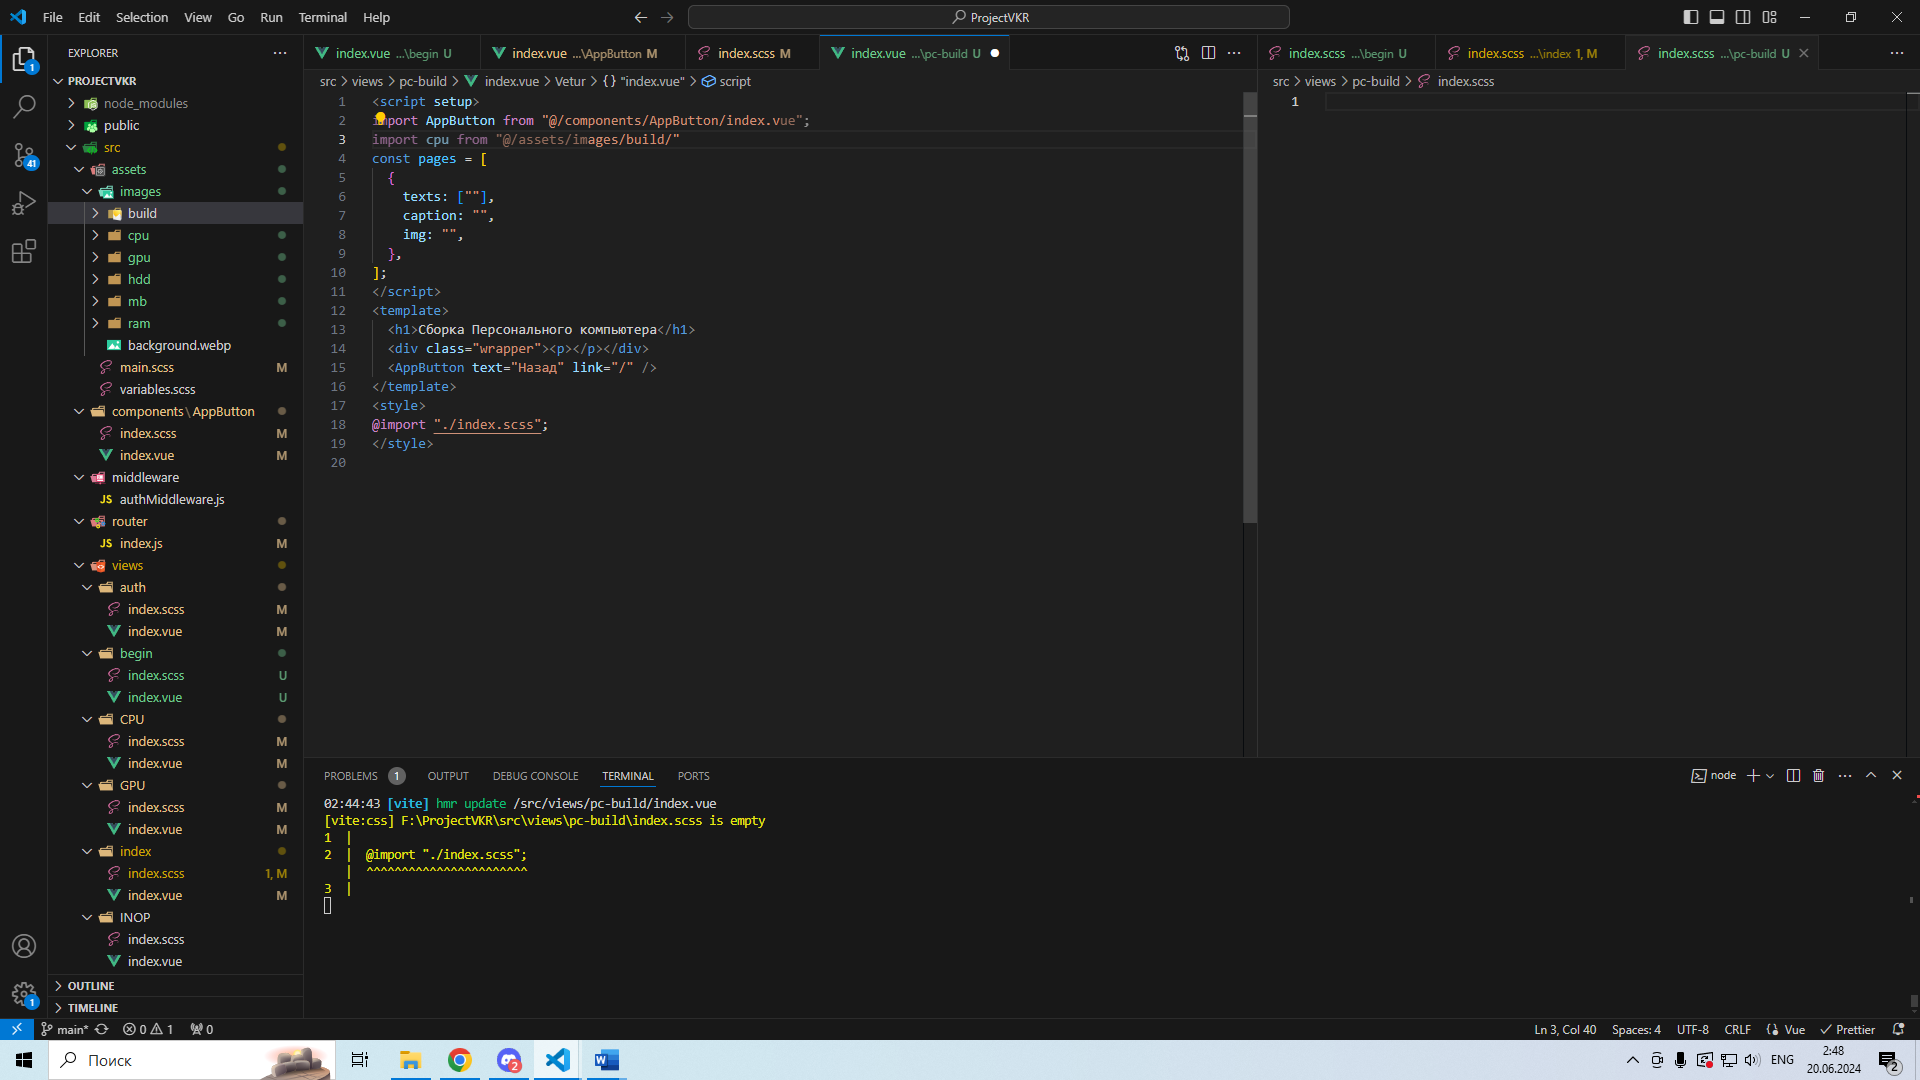 File Edit Selection View Go Run Terminal Help
ProjectVKR
EXPLORER
PROJECTVKR
node_modules
public
src
assets
images
build
cpu
gpu
hdd
mb
ram
background.webp
main.scss M
variables.scss
components\AppButton
index.scss M
index.vue M
middleware
JS authMiddleware.js
router
JS index.js M
views
auth
index.scss M
index.vue M
begin
index.scss U
index.vue U
CPU
index.scss M
index.vue M
GPU
index.scss M
index.vue M
index
index.scss 1, M
index.vue M
INOP
index.scss
index.vue
OUTLINE
TIMELINE
1
41
1
index.vue ...\begin U
index.vue ...\AppButton M
index.scss M
index.vue ...\pc-build U
src > views > pc-build > index.vue > Vetur > {} "index.vue" > script
1 <script setup>
2 import AppButton from "@/components/AppButton/index.vue";
3 import cpu from "@/assets/images/build/"
4 const pages = [
5 {
6 texts: [""],
7 caption: "",
8 img: "",
9 },
10 ];
11 </script>
12 <template>
13 <h1>Сборка Персонального компьютера</h1>
14 <div class="wrapper"><p></p></div>
15 <AppButton text="Назад" link="/" />
16 </template>
17 <style>
18 @import "./index.scss";
19 </style>
20
index.scss ...\begin U
index.scss ...\index 1, M
index.scss ...\pc-build U
src > views > pc-build > index.scss
1
PROBLEMS 1 OUTPUT DEBUG CONSOLE TERMINAL PORTS
node
02:44:43 [vite] hmr update /src/views/pc-build/index.vue
[vite:css] F:\ProjectVKR\src\views\pc-build\index.scss is empty
1 |
2 | @import "./index.scss";
| ^^^^^^^^^^^^^^^^^^^^^^^
3 |
main* 0 1 0
Ln 3, Col 40 Spaces: 4 UTF-8 CRLF {} Vue Prettier
Поиск
2
W
ENG
2:48
20.06.2024
2